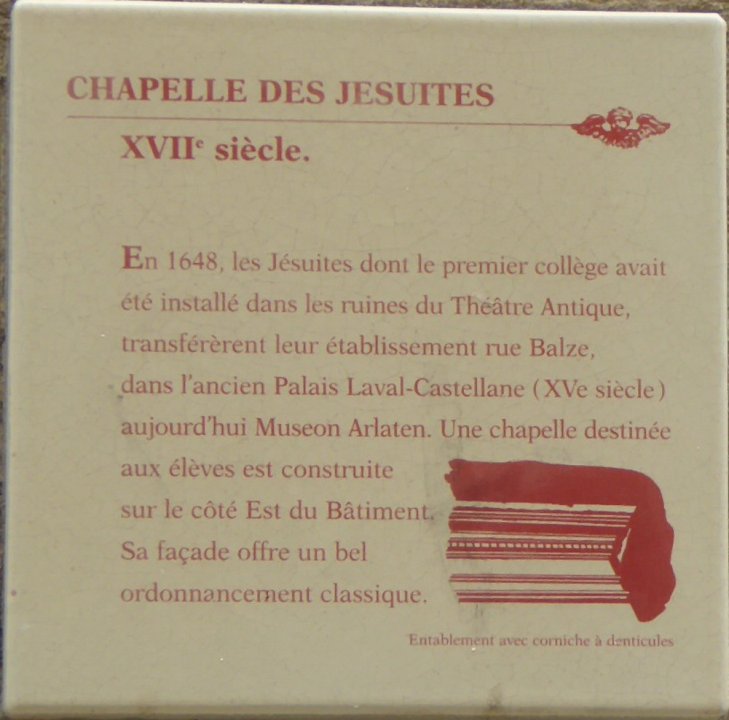 CHAPELLE DES JESUITES
XVIIe siècle.
En 1648, les Jésuites dont le premier collège avait
été installé dans les ruines du Théâtre Antique,
transférèrent leur établissement rue Balze,
dans l'ancien Palais Laval-Castellane (XVe siècle)
aujourd'hui Museon Arlaten. Une chapelle destinée
aux élèves est construite
sur le côté Est du Bâtiment.
Sa façade offre un bel
ordonnancement classique.
Entablement avec corniche à denticules